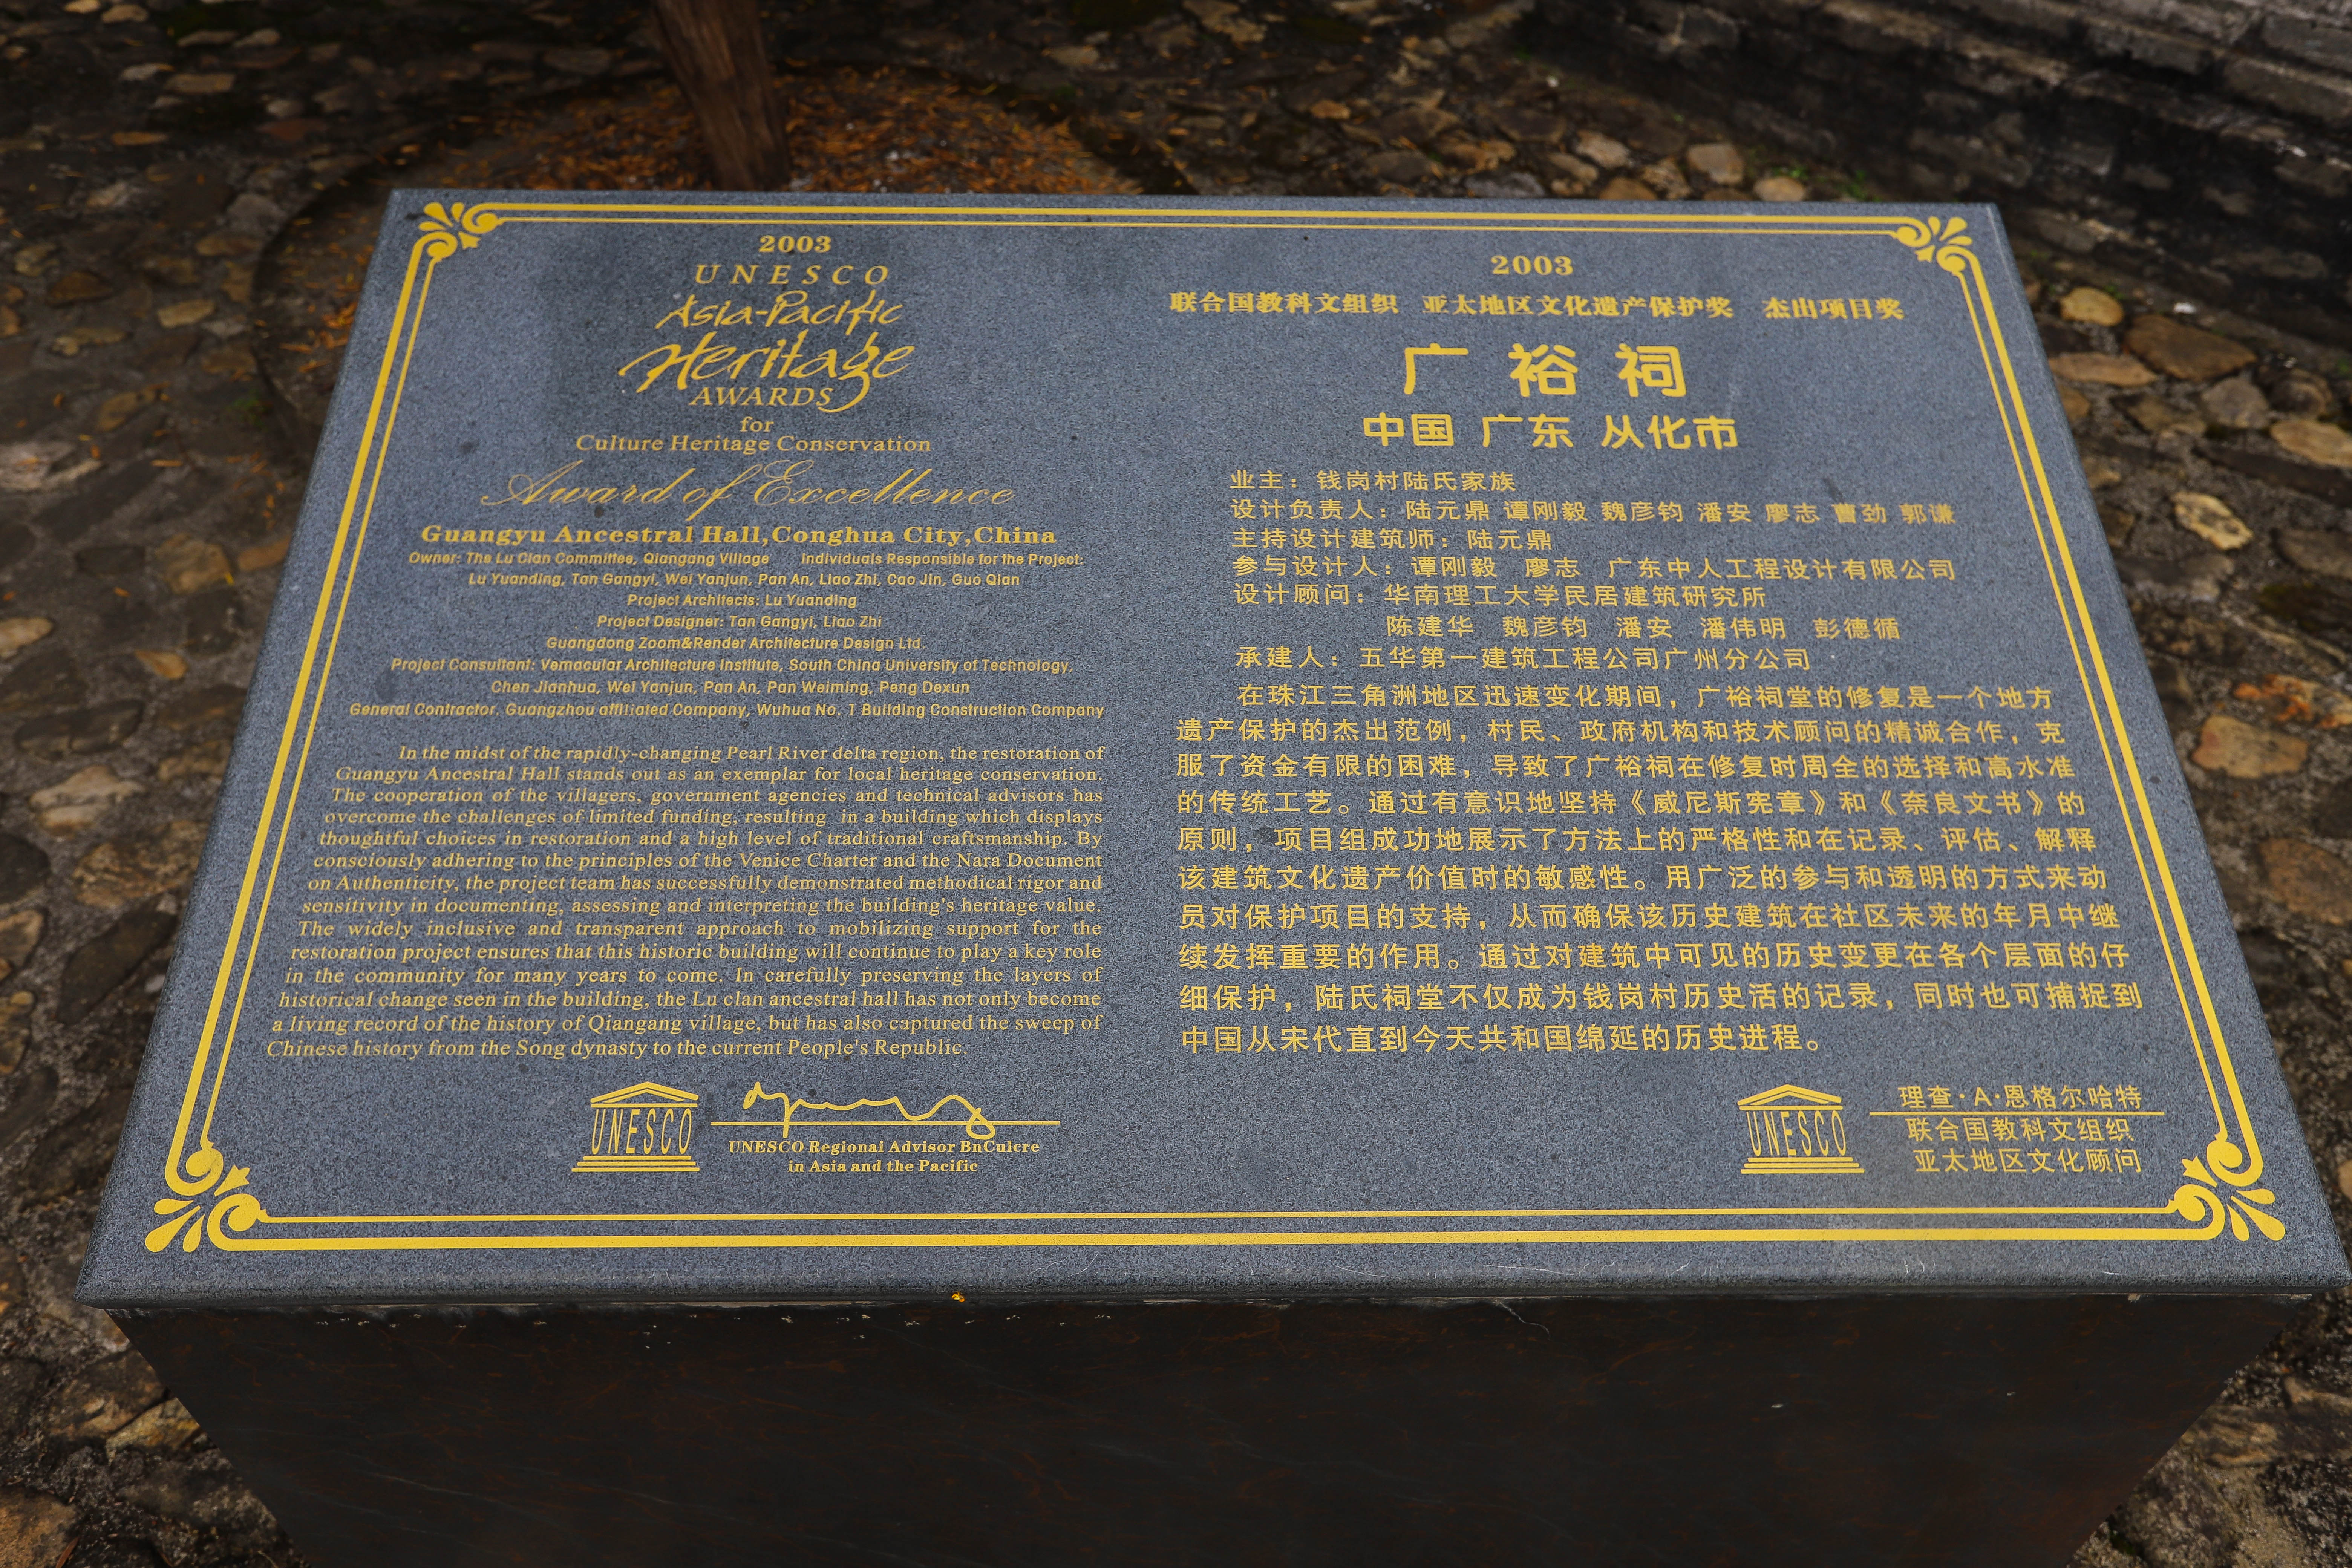 2003
UNESCO
Asia-Pacific
Heritage
AWARDS
for
Culture Heritage Conservation
Award of Excellence
Guangyu Ancestral Hall,Conghua City,China
Owner: The Lu Clan Committee, Qiangang Village Individuals Responsible for the Project:
Lu Yuanding, Tan Gangyi, Wei Yanjun, Pan An, Liao Zhi, Cao Jin, Guo Qian
Project Architects: Lu Yuanding
Project Designer: Tan Gangyi, Liao Zhi
Guangdong Zoom&Render Architecture Design Ltd.
Project Consultant: Vernacular Architecture Institute, South China University of Technology,
Chen Jianhua, Wei Yanjun, Pan An, Pan Weiming, Peng Dexun
General Contractor, Guangzhou affiliated Company, Wuhua No. 1 Building Construction Company
In the midst of the rapidly-changing Pearl River delta region, the restoration of
Guangyu Ancestral Hall stands out as an exemplar for local heritage conservation.
The cooperation of the villagers, government agencies and technical advisors has
overcome the challenges of limited funding, resulting in a building which displays
thoughtful choices in restoration and a high level of traditional craftsmanship. By
consciously adhering to the principles of the Venice Charter and the Nara Document
on Authenticity, the project team has successfully demonstrated methodical rigor and
sensitivity in documenting, assessing and interpreting the building's heritage value.
The widely inclusive and transparent approach to mobilizing support for the
restoration project ensures that this historic building will continue to play a key role
in the community for many years to come. In carefully preserving the layers of
historical change seen in the building, the Lu clan ancestral hall has not only become
a living record of the history of Qiangang village, but has also captured the sweep of
Chinese history from the Song dynasty to the current People's Republic.
UNESCO
UNESCO Regional Advisor BnCulcre
in Asia and the Pacific
2003
联合国教科文组织 亚太地区文化遗产保护奖 杰出项目奖
广裕祠
中国 广东 从化市
业主：钱岗村陆氏家族
设计负责人：陆元鼎 谭刚毅 魏彦钧 潘安 廖志 曹劲 郭谦
主持设计建筑师：陆元鼎
参与设计人：谭刚毅 廖志 广东中人工程设计有限公司
设计顾问：华南理工大学民居建筑研究所
陈建华 魏彦钧 潘安 潘伟明 彭德循
承建人：五华第一建筑工程公司广州分公司
在珠江三角洲地区迅速变化期间，广裕祠堂的修复是一个地方
遗产保护的杰出范例，村民、政府机构和技术顾问的精诚合作，克
服了资金有限的困难，导致了广裕祠在修复时周全的选择和高水准
的传统工艺。通过有意识地坚持《威尼斯宪章》和《奈良文书》的
原则，项目组成功地展示了方法上的严格性和在记录、评估、解释
该建筑文化遗产价值时的敏感性。用广泛的参与和透明的方式来动
员对保护项目的支持，从而确保该历史建筑在社区未来的年月中继
续发挥重要的作用。通过对建筑中可见的历史变更在各个层面的仔
细保护，陆氏祠堂不仅成为钱岗村历史活的记录，同时也可捕捉到
中国从宋代直到今天共和国绵延的历史进程。
UNESCO
理查·A·恩格尔哈特
联合国教科文组织
亚太地区文化顾问